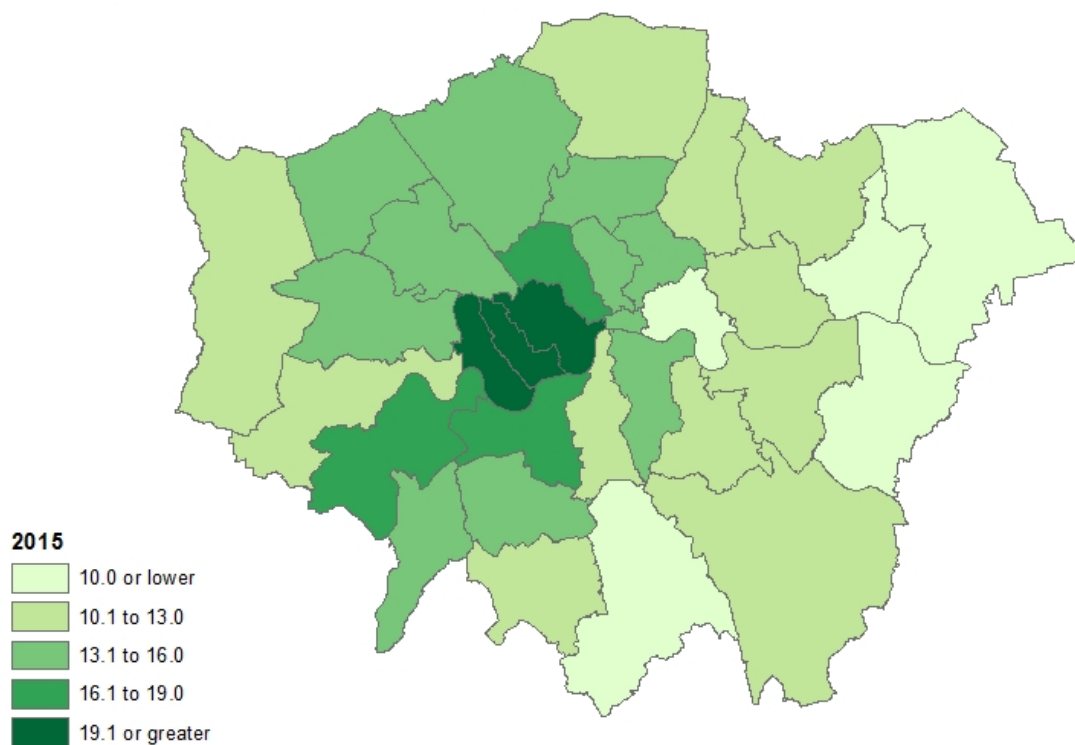 2015
10.0 or lower
10.1 to 13.0
13.1 to 16.0
16.1 to 19.0
19.1 or greater